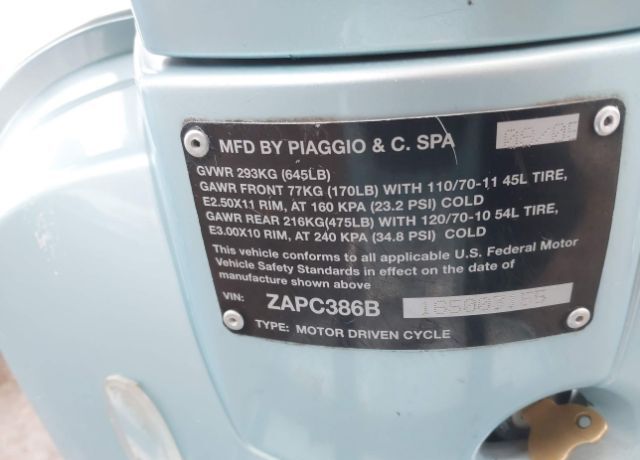 MFD BY PIAGGIO & C. SPA
GVWR 293KG (645LB)
GAWR FRONT 77KG (170LB) WITH 110/70-11 45L TIRE,
E2.50X11 RIM, AT 160 KPA (23.2 PSI) COLD
GAWR REAR 216KG(475LB) WITH 120/70-10 54L TIRE,
E3.00X10 RIM, AT 240 KPA (34.8 PSI) COLD
This vehicle conforms to all applicable U.S. Federal Motor
Vehicle Safety Standards in effect on the date of
manufacture shown above
VIN: ZAPC386B
TYPE: MOTOR DRIVEN CYCLE